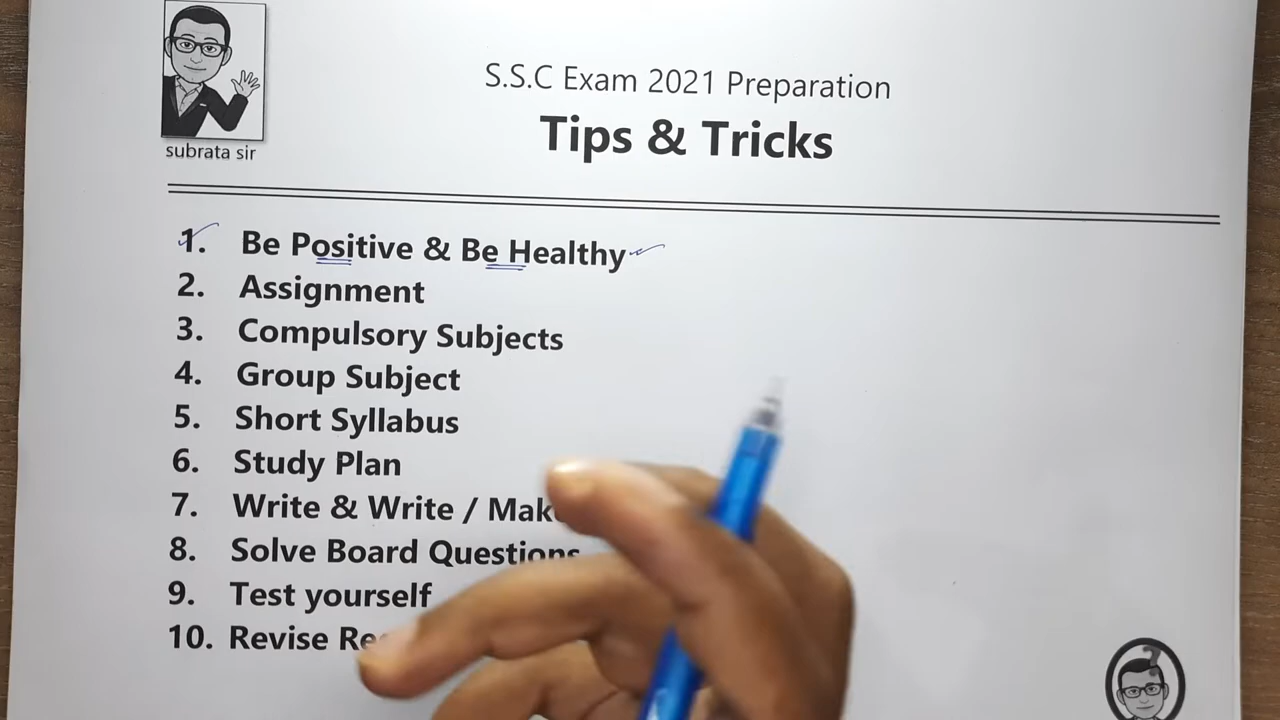 S.S.C Exam 2021 Preparation
Tips & Tricks
subrata sir
1. Be Positive & Be Healthy
2. Assignment
3. Compulsory Subjects
4. Group Subject
5. Short Syllabus
6. Study Plan
7. Write & Write /
8. Solve Board Questions
9. Test yourself
10. Revise